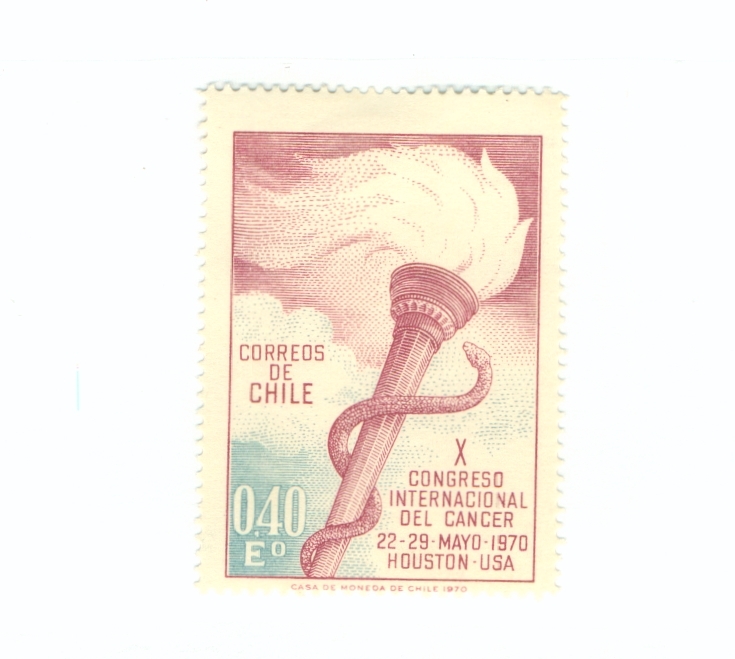 CORREOS
DE
CHILE
0,40
Eº
X
CONGRESO
INTERNACIONAL
DEL CANCER
22-29-MAYO-1970
HOUSTON-USA
CASA DE MONEDA DE CHILE 1970